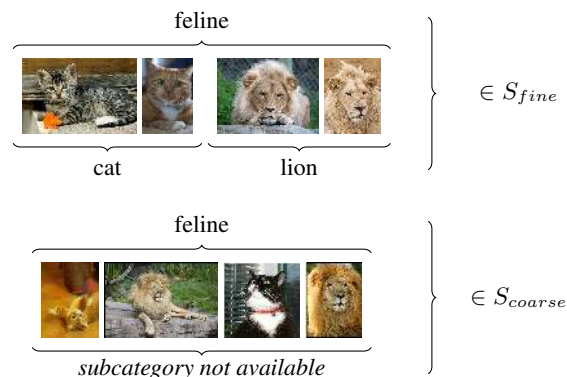 feline
cat lion
∈ S_fine
feline
subcategory not available
∈ S_coarse